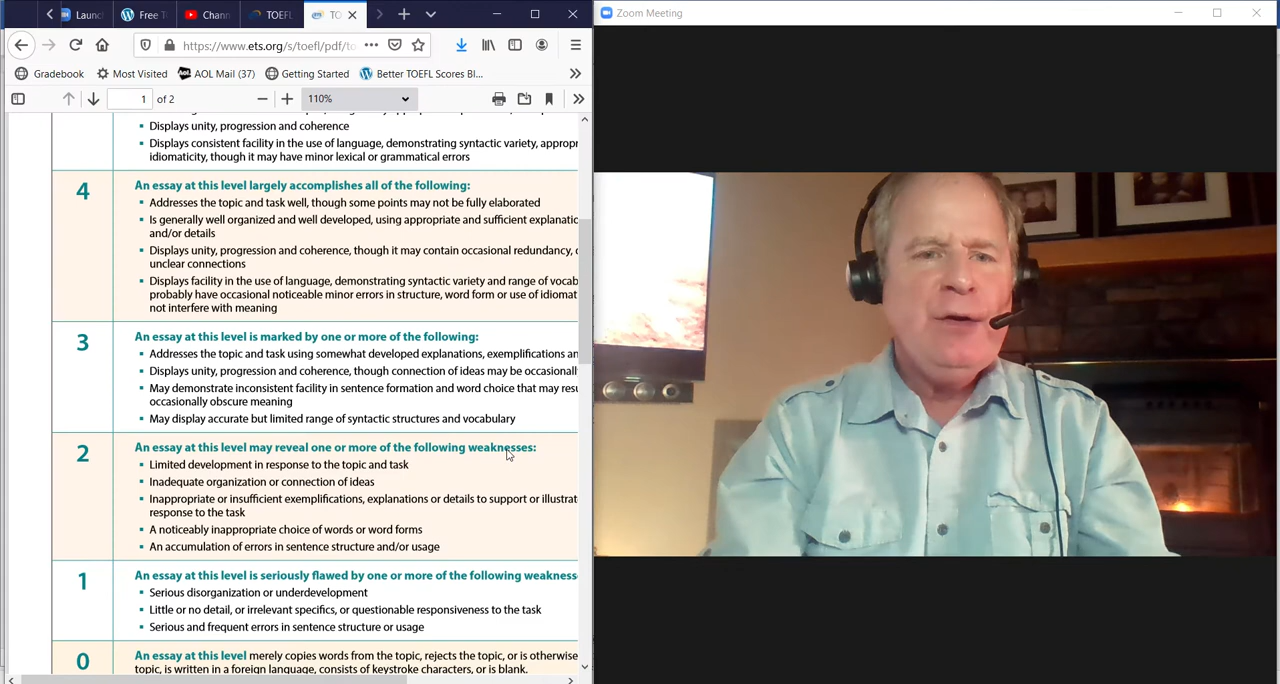 Launc
Free T
Chann
TOEFL
TO
Zoom Meeting
https://www.ets.org/s/toefl/pdf/to
Gradebook
Most Visited
AOL Mail (37)
Getting Started
Better TOEFL Scores Bl...
1 of 2
110%
Displays unity, progression and coherence
Displays consistent facility in the use of language, demonstrating syntactic variety, appropr
idiomaticity, though it may have minor lexical or grammatical errors
4
An essay at this level largely accomplishes all of the following:
Addresses the topic and task well, though some points may not be fully elaborated
Is generally well organized and well developed, using appropriate and sufficient explanatio
and/or details
Displays unity, progression and coherence, though it may contain occasional redundancy,
unclear connections
Displays facility in the use of language, demonstrating syntactic variety and range of vocab
probably have occasional noticeable minor errors in structure, word form or use of idiomat
not interfere with meaning
3
An essay at this level is marked by one or more of the following:
Addresses the topic and task using somewhat developed explanations, exemplifications an
Displays unity, progression and coherence, though connection of ideas may be occasionall
May demonstrate inconsistent facility in sentence formation and word choice that may resu
occasionally obscure meaning
May display accurate but limited range of syntactic structures and vocabulary
2
An essay at this level may reveal one or more of the following weaknesses:
Limited development in response to the topic and task
Inadequate organization or connection of ideas
Inappropriate or insufficient exemplifications, explanations or details to support or illustrat
response to the task
A noticeably inappropriate choice of words or word forms
An accumulation of errors in sentence structure and/or usage
1
An essay at this level is seriously flawed by one or more of the following weakness
Serious disorganization or underdevelopment
Little or no detail, or irrelevant specifics, or questionable responsiveness to the task
Serious and frequent errors in sentence structure or usage
0
An essay at this level merely copies words from the topic, rejects the topic, or is otherwise
topic, is written in a foreign language, consists of keystroke characters, or is blank.